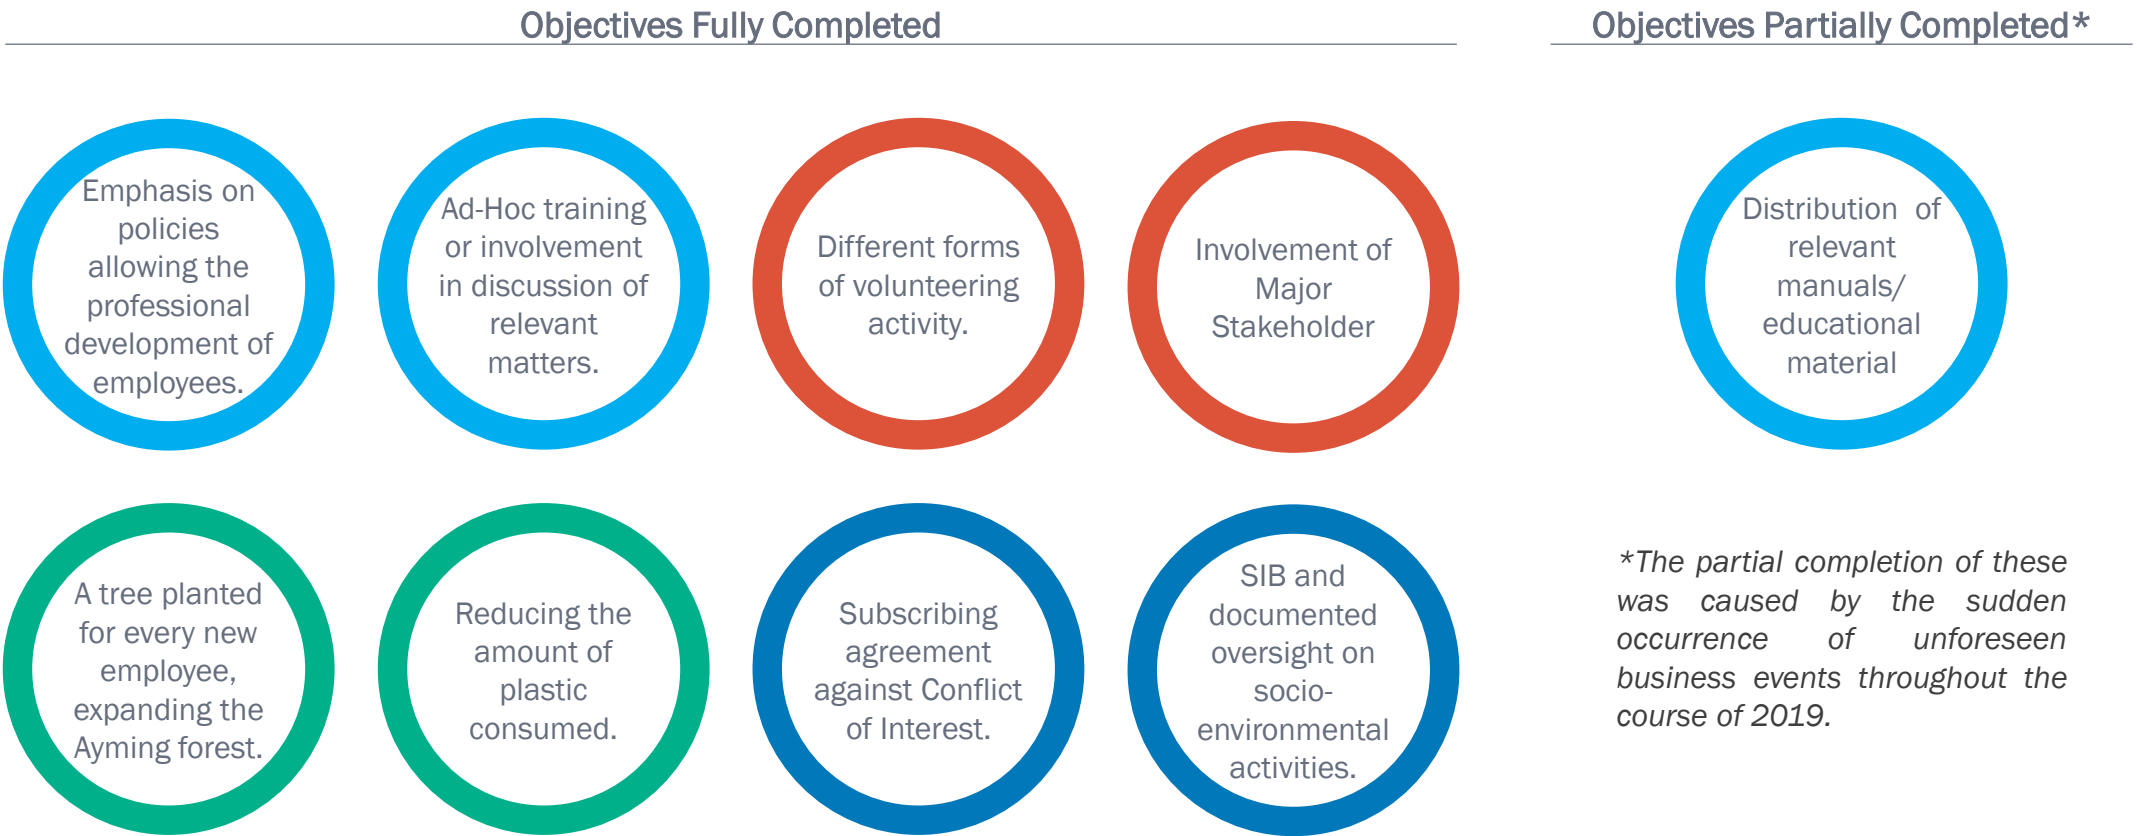 Objectives Fully Completed
Objectives Partially Completed*
Emphasis on
policies
allowing the
professional
development of
employees.
Ad-Hoc training
or involvement
in discussion of
relevant
matters.
Different forms
of volunteering
activity.
Involvement of
Major
Stakeholder
Distribution of
relevant
manuals/
educational
material
A tree planted
for every new
employee,
expanding the
Ayming forest.
Reducing the
amount of
plastic
consumed.
Subscribing
agreement
against Conflict
of Interest.
SIB and
documented
oversight on
socio-
environmental
activities.
*The partial completion of these
was caused by the sudden
occurrence of unforeseen
business events throughout the
course of 2019.